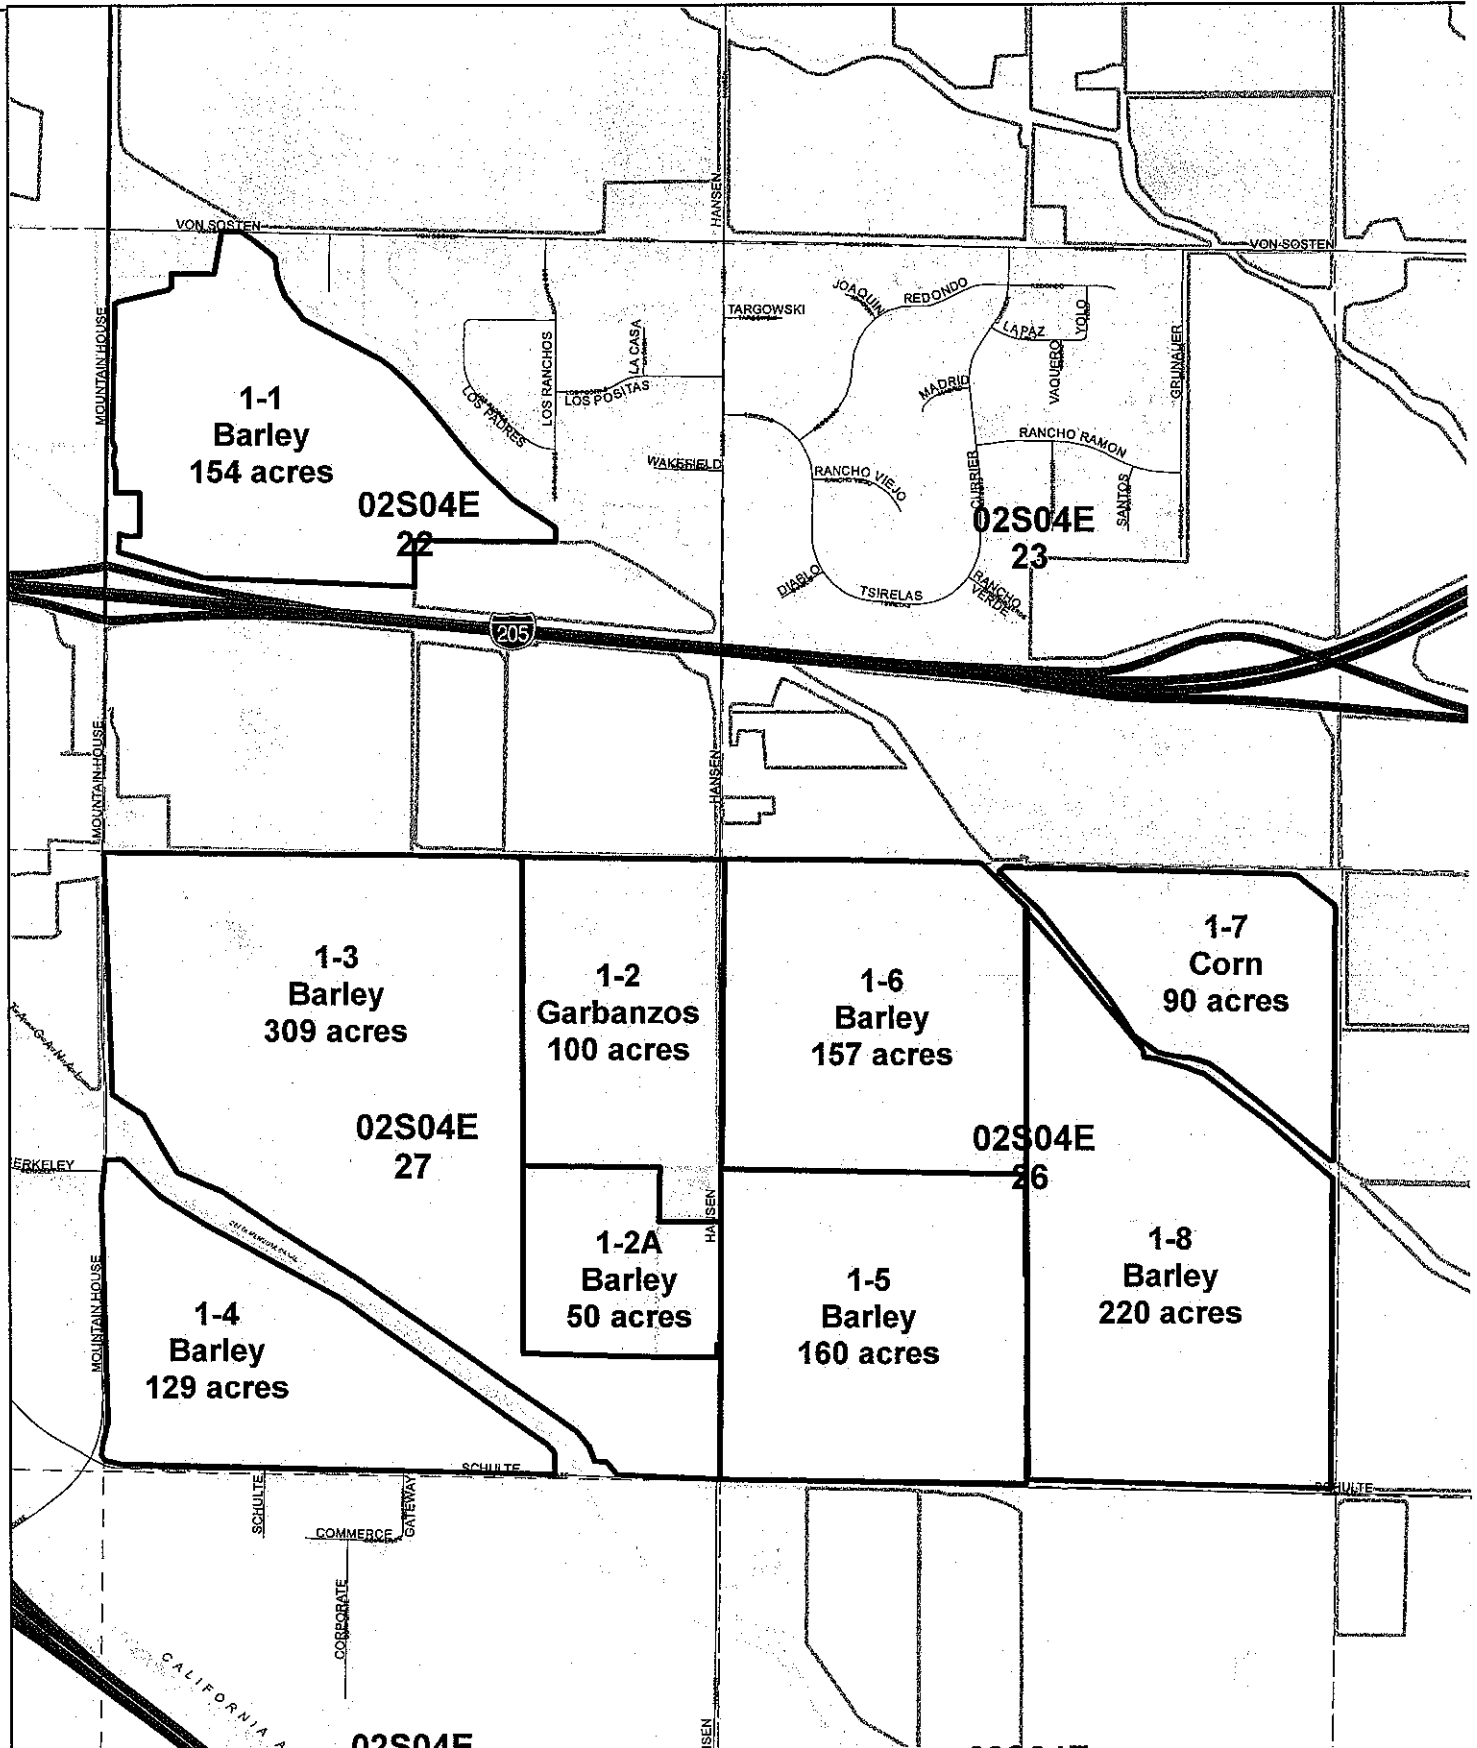 HANSEN
VON SOSTEN
VON SOSTEN
MOUNTAIN HOUSE
1-1
Barley
154 acres
02S04E
22
LOS RANCHOS
LA CASA
LOS POSITAS
LOS PADRES
WAKEFIELD
TARGOWSKI
JOAQUIN
REDONDO
LA PAZ
YOLO
VAQUERO
MADRID
GRUNAUER
RANCHO RAMON
RANCHO VIEJO
CURRIER
SANTOS
02S04E
23
DIABLO
TSIRELAS
RANCHO
VERDE
205
MOUNTAIN HOUSE
HANSEN
1-3
Barley
309 acres
1-2
Garbanzos
100 acres
1-6
Barley
157 acres
1-7
Corn
90 acres
02S04E
27
02S04E
26
ERKELEY
HANSEN
MOUNTAIN HOUSE
1-4
Barley
129 acres
1-2A
Barley
50 acres
1-5
Barley
160 acres
1-8
Barley
220 acres
SCHULTE
SCHULTE
SCHULTE
GATEWAY
COMMERCE
CORPORATE
CALIFORNIA A
02S04E